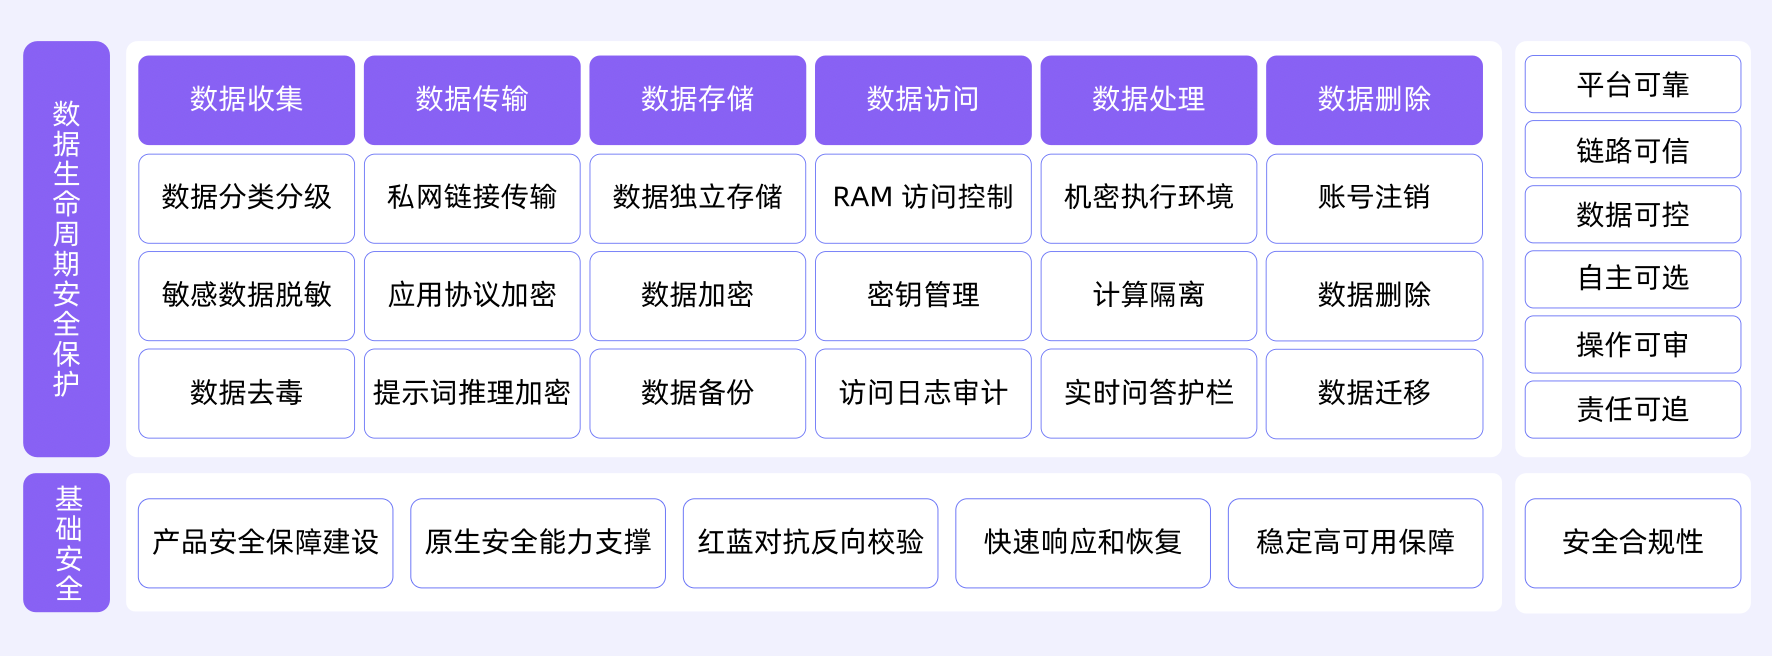 数据生命周期安全保护
数据收集
数据传输
数据存储
数据访问
数据处理
数据删除
数据分类分级
私网链接传输
数据独立存储
RAM 访问控制
机密执行环境
账号注销
敏感数据脱敏
应用协议加密
数据加密
密钥管理
计算隔离
数据删除
数据去毒
提示词推理加密
数据备份
访问日志审计
实时问答护栏
数据迁移
平台可靠
链路可信
数据可控
自主可选
操作可审
责任可追
基础安全
产品安全保障建设
原生安全能力支撑
红蓝对抗反向校验
快速响应和恢复
稳定高可用保障
安全合规性